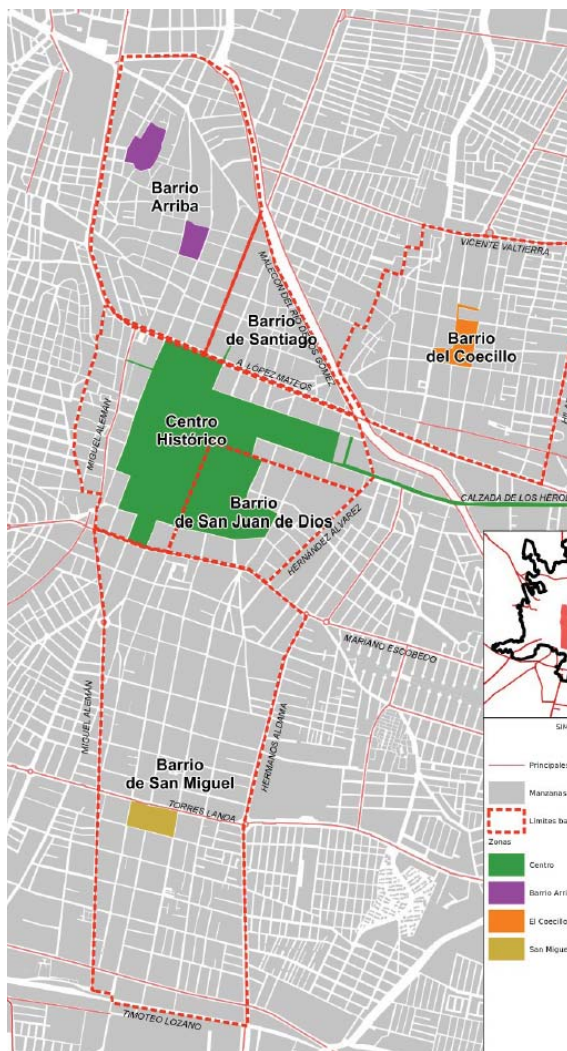 Barrio
Arriba
VICENTE VALTIERRA
MALECÓN DEL RIO DE LOS GÓMEZ
Barrio
de Santiago
Barrio
del Coecillo
A. LÓPEZ MATEOS
MIGUEL ALEMÁN
Centro
Histórico
CALZADA DE LOS HÉROE
Barrio
de San Juan de Dios
HERNÁNDEZ ÁLVAREZ
MARIANO ESCOBEDO
MIGUEL ALEMÁN
HERMANOS ALDAMA
Barrio
de San Miguel
TORRES LANDA
TIMOTEO LOZANO
SIM
Principales
Manzanas
Límites ba
Zonas
Centro
Barrio Arri
El Coecillo
San Migue